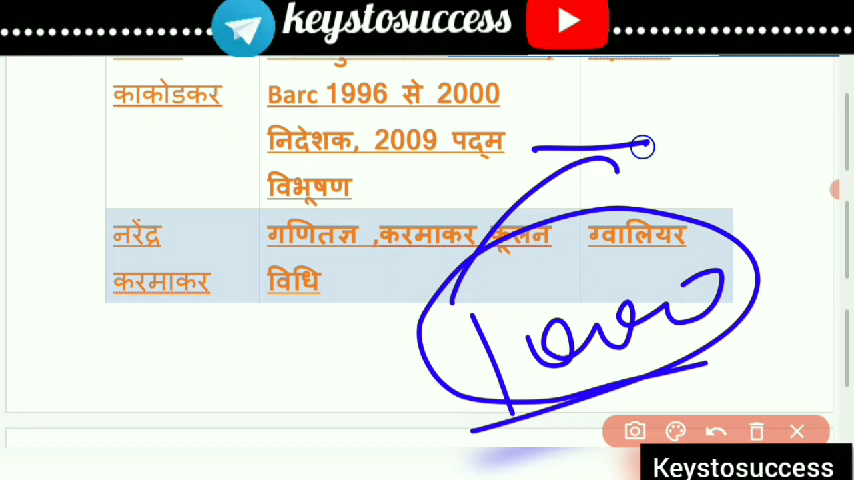 keystosuccess
काकोडकर
Barc 1996 से 2000
निदेशक, 2009 पद्म
विभूषण
नरेंद्र
करमाकर
गणितज्ञ ,करमाकर कूलन
विधि
ग्वालियर
Keystosuccess